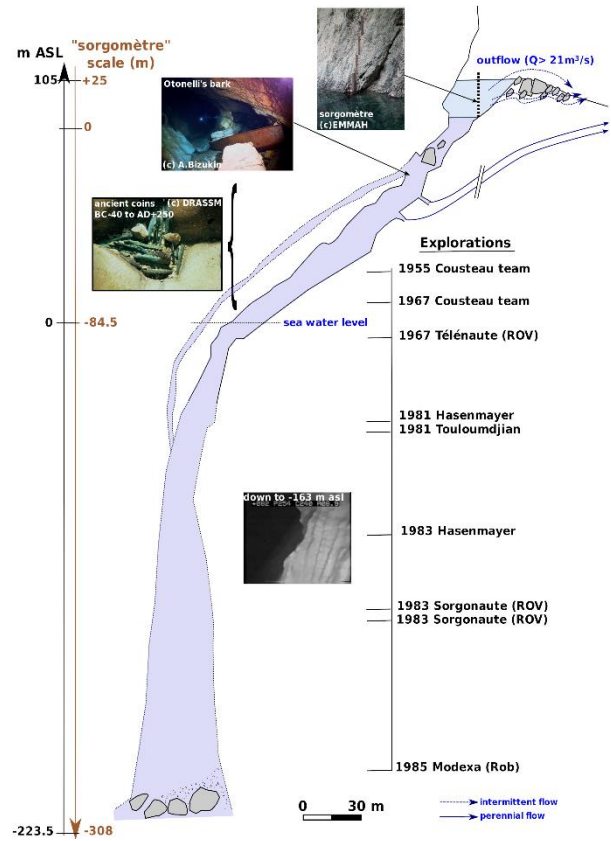 m ASL
"sorgomètre"
scale (m)
105
+25
0
0
-84.5
-223.5
-308
Otonelli's bark
(c) A.Bizukin
sorgomètre
(c)EMMAH
outflow (Q> 21m³/s)
ancient coins (c) DRASSM
BC-40 to AD+250
sea water level
Explorations
1955 Cousteau team
1967 Cousteau team
1967 Télénaute (ROV)
1981 Hasenmayer
1981 Touloumdjian
down to -163 m asl
1983 Hasenmayer
1983 Sorgonaute (ROV)
1983 Sorgonaute (ROV)
1985 Modexa (Rob)
0 30 m
intermittent flow
perennial flow